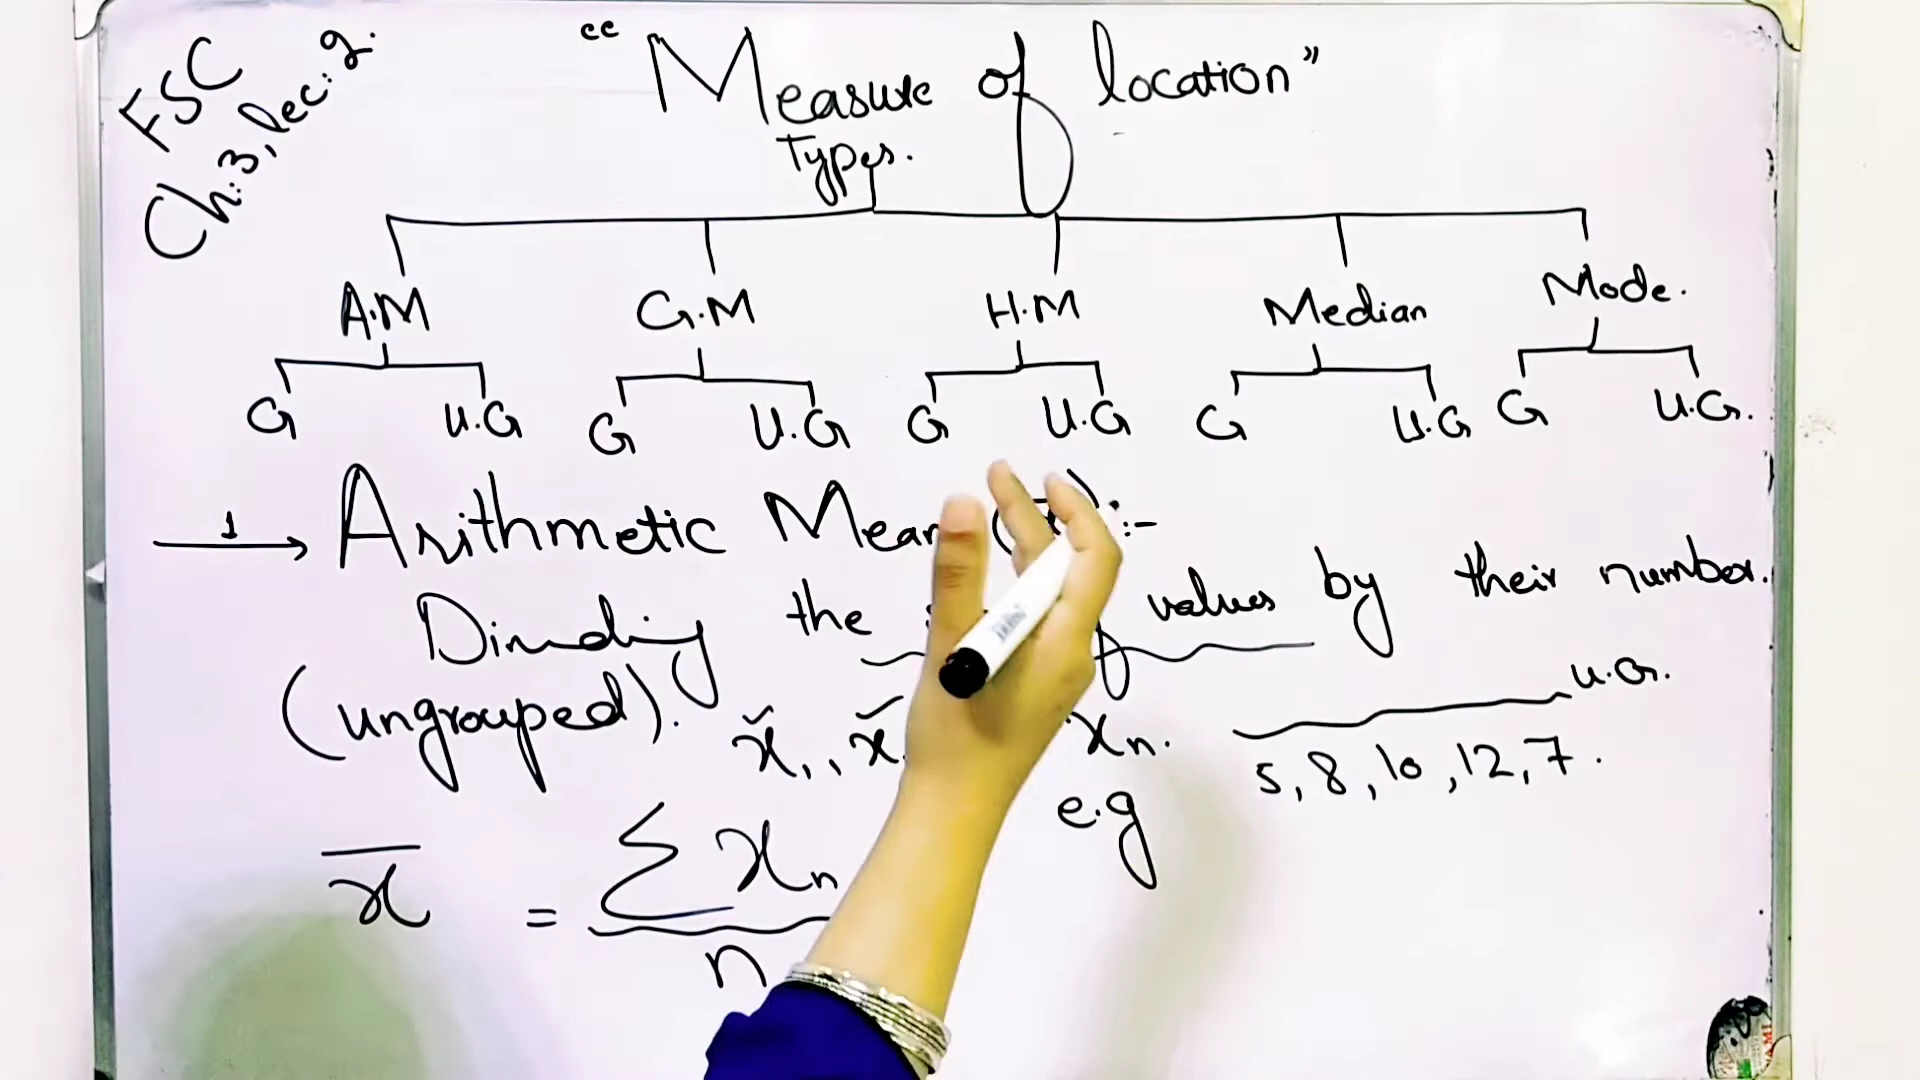 FSC
Ch:3, lec: 2.
“Measure of location”
Types.
A.M G.M H.M Median Mode.
G U.G G U.G G U.G G U.G G U.G.
1 Arithmetic Mean :-
Dividing the values by their number.
(ungrouped). x₁, x xn. U.G.
e.g 5, 8, 10, 12, 7.
x̄ = Σxn
n